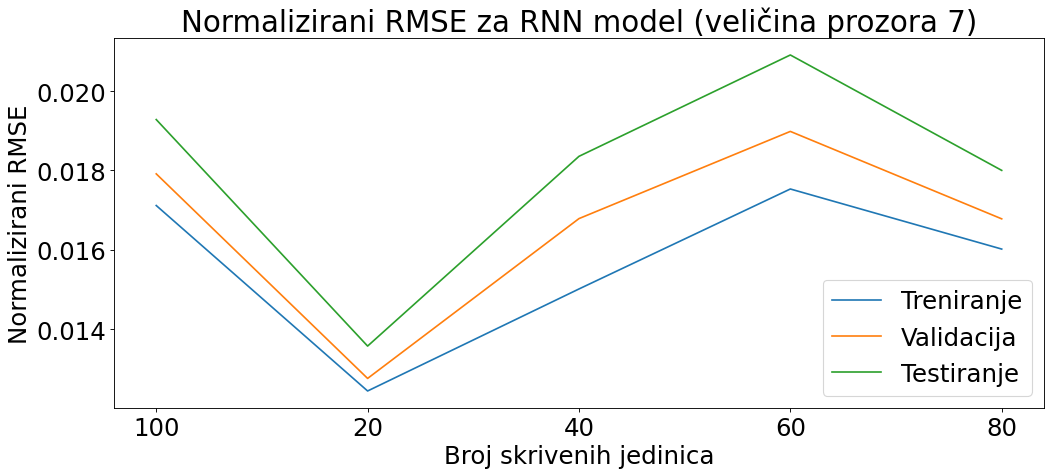 Normalizirani RMSE za RNN model (veličina prozora 7)
Normalizirani RMSE
0.020
0.018
0.016
0.014
Treniranje
Validacija
Testiranje
100 20 40 60 80
Broj skrivenih jedinica